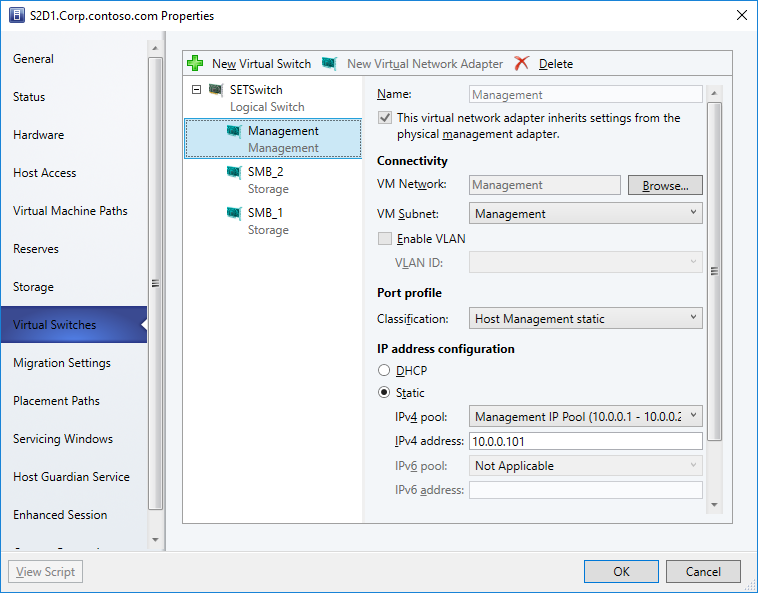 S2D1.Corp.contoso.com Properties
General
Status
Hardware
Host Access
Virtual Machine Paths
Reserves
Storage
Virtual Switches
Migration Settings
Placement Paths
Servicing Windows
Host Guardian Service
Enhanced Session
New Virtual Switch
New Virtual Network Adapter
Delete
SETSwitch
Logical Switch
Management
Management
SMB_2
Storage
SMB_1
Storage
Name: Management
This virtual network adapter inherits settings from the
physical management adapter.
Connectivity
VM Network: Management Browse...
VM Subnet: Management
Enable VLAN
VLAN ID:
Port profile
Classification: Host Management static
IP address configuration
DHCP
Static
IPv4 pool: Management IP Pool (10.0.0.1 - 10.0.0.2
IPv4 address: 10.0.0.101
IPv6 pool: Not Applicable
IPv6 address:
View Script
OK
Cancel